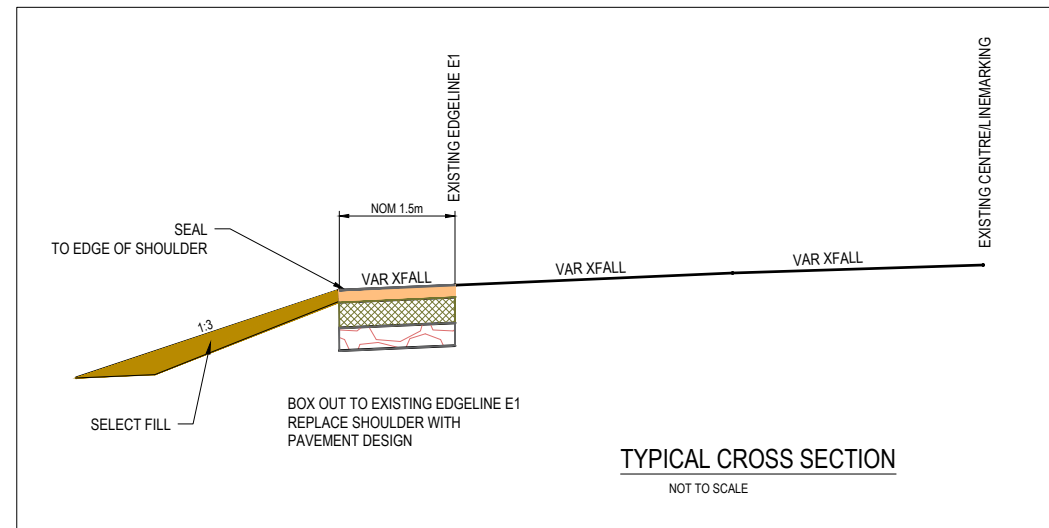 EXISTING EDGELINE E1
EXISTING CENTRE/LINEMARKING
NOM 1.5m
SEAL
TO EDGE OF SHOULDER
VAR XFALL
VAR XFALL
VAR XFALL
1:3
SELECT FILL
BOX OUT TO EXISTING EDGELINE E1
REPLACE SHOULDER WITH
PAVEMENT DESIGN
TYPICAL CROSS SECTION
NOT TO SCALE